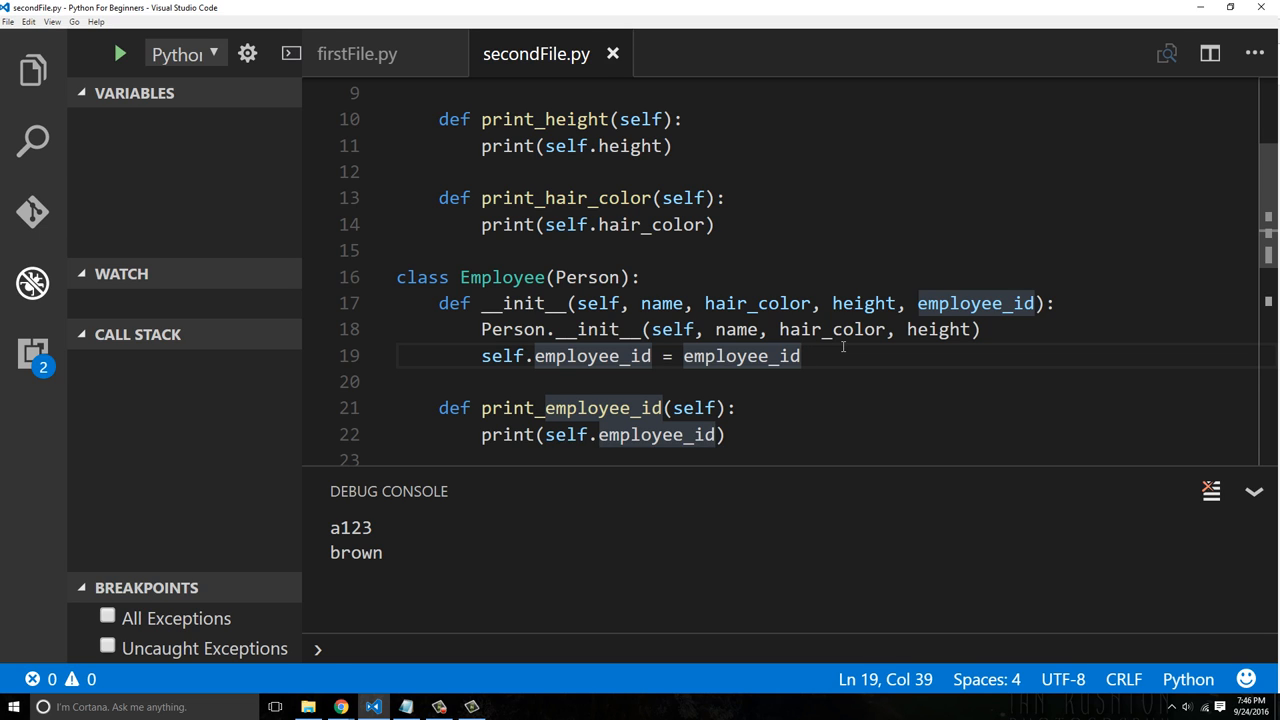 secondFile.py - Python For Beginners - Visual Studio Code
File Edit View Go Help
Pythor
firstFile.py secondFile.py
VARIABLES
WATCH
CALL STACK
2
BREAKPOINTS
All Exceptions
Uncaught Exceptions
9
10 def print_height(self):
11 print(self.height)
12
13 def print_hair_color(self):
14 print(self.hair_color)
15
16 class Employee(Person):
17 def __init__(self, name, hair_color, height, employee_id):
18 Person.__init__(self, name, hair_color, height)
19 self.employee_id = employee_id
20
21 def print_employee_id(self):
22 print(self.employee_id)
23
DEBUG CONSOLE
a123
brown
0 0 Ln 19, Col 39 Spaces: 4 UTF-8 CRLF Python
I'm Cortana. Ask me anything.
7:46 PM
9/24/2016